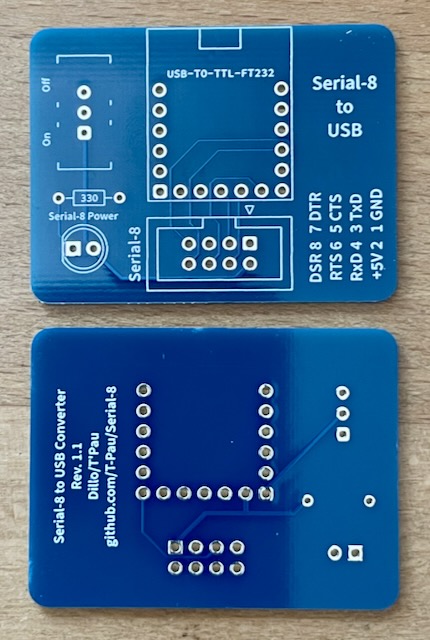 Off
On
USB-TO-TTL-FT232
Serial-8
to
USB
330
Serial-8 Power
Serial-8
DSR 8 7 DTR
RTS 6 5 CTS
RxD 4 3 TxD
+5V 2 1 GND
Serial-8 to USB Converter
Rev. 1.1
Dillo/T'Pau
github.com/T-Pau/Serial-8